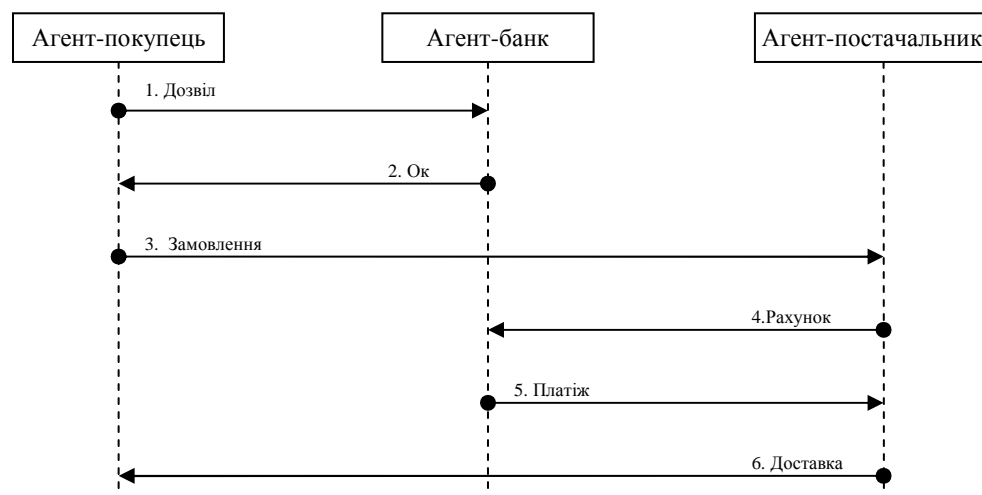 Агент-покупець
Агент-банк
Агент-постачальник
1. Дозвіл
2. Ок
3. Замовлення
4.Рахунок
5. Платіж
6. Доставка